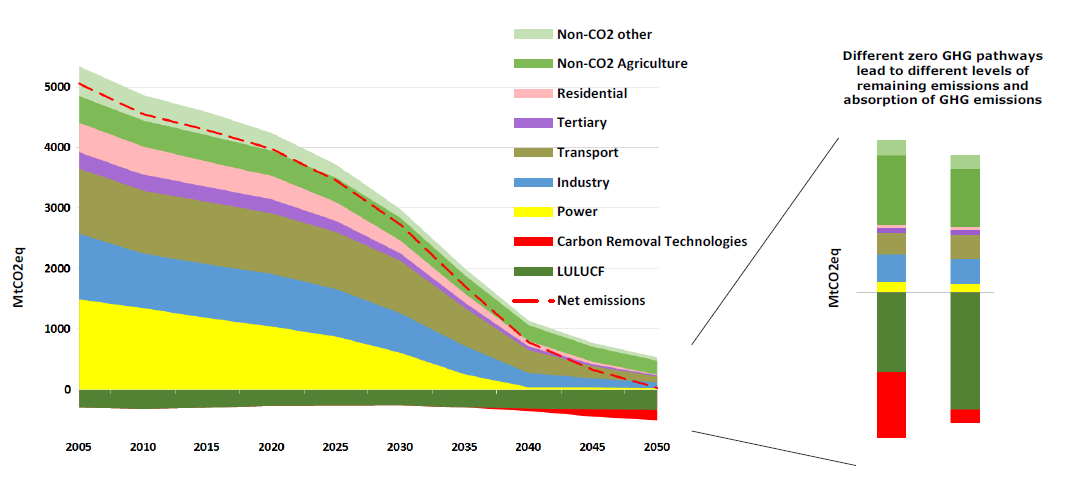 Non-CO2 other
Non-CO2 Agriculture
Residential
Tertiary
Transport
Industry
Power
Carbon Removal Technologies
LULUCF
Net emissions
MtCO2eq
5000
4000
3000
2000
1000
0
2005 2010 2015 2020 2025 2030 2035 2040 2045 2050
Different zero GHG pathways
lead to different levels of
remaining emissions and
absorption of GHG emissions
MtCO2eq